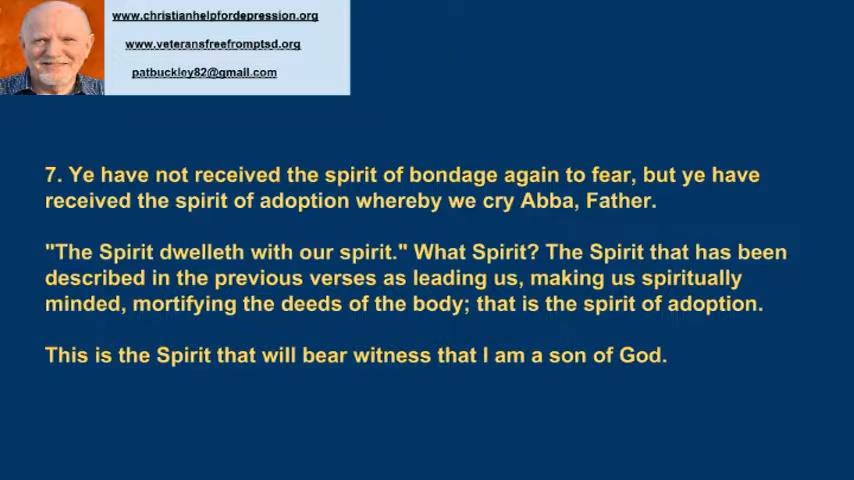 www.christianhelpfordepression.org
www.veteransfreefromptsd.org
patbuckley82@gmail.com
7. Ye have not received the spirit of bondage again to fear, but ye have
received the spirit of adoption whereby we cry Abba, Father.
"The Spirit dwelleth with our spirit." What Spirit? The Spirit that has been
described in the previous verses as leading us, making us spiritually
minded, mortifying the deeds of the body; that is the spirit of adoption.
This is the Spirit that will bear witness that I am a son of God.